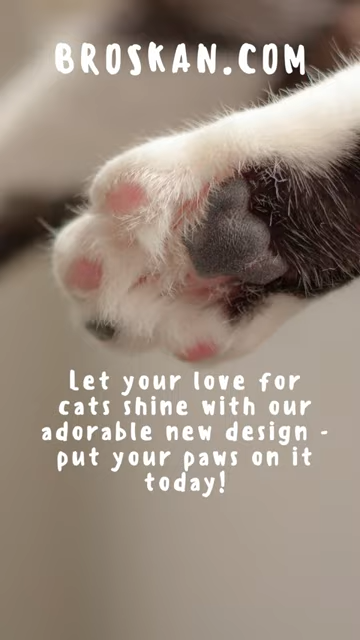 BROSKAN.COM
Let your love for
cats shine with our
adorable new design -
put your paws on it
today!